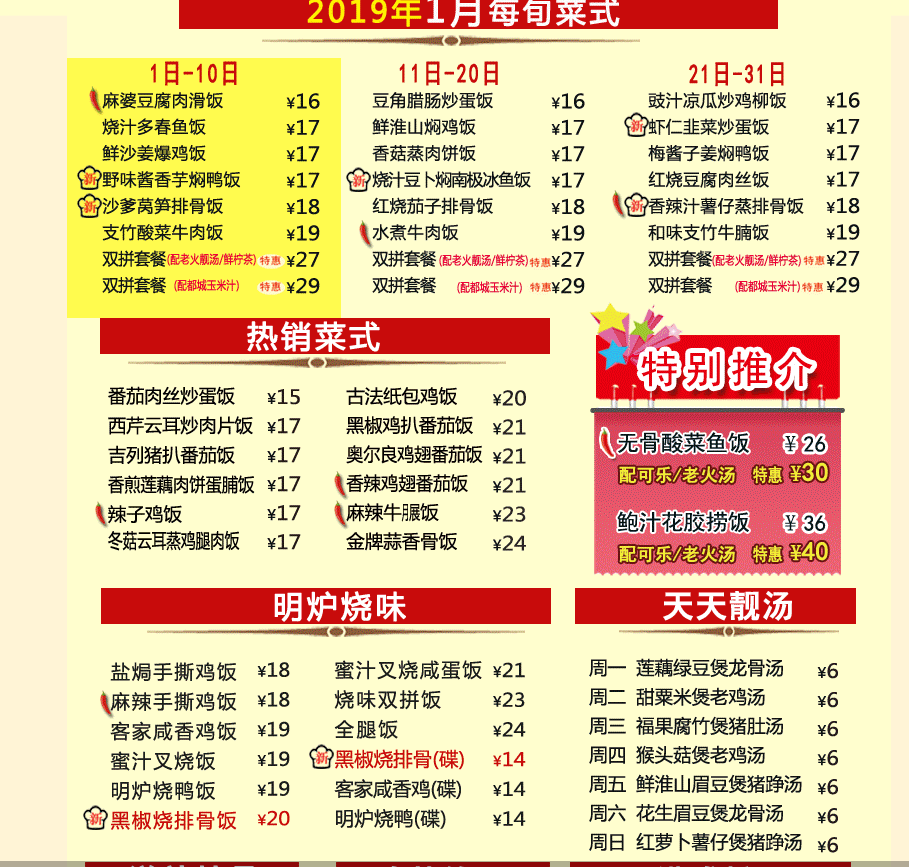 2019年1月每旬菜式
1日-10日
麻婆豆腐肉滑饭 ¥16
烧汁多春鱼饭 ¥17
鲜沙姜爆鸡饭 ¥17
新 野味酱香芋焖鸭饭 ¥17
新 沙爹莴笋排骨饭 ¥18
支竹酸菜牛肉饭 ¥19
双拼套餐(配老火靓汤/鲜柠茶) 特惠 ¥27
双拼套餐 (配都城玉米汁) 特惠 ¥29
11日-20日
豆角腊肠炒蛋饭 ¥16
鲜淮山焖鸡饭 ¥17
香菇蒸肉饼饭 ¥17
新 烧汁豆卜焖南极冰鱼饭 ¥17
红烧茄子排骨饭 ¥18
水煮牛肉饭 ¥19
双拼套餐(配老火靓汤/鲜柠茶) 特惠 ¥27
双拼套餐 (配都城玉米汁) 特惠 ¥29
21日-31日
豉汁凉瓜炒鸡柳饭 ¥16
新 虾仁韭菜炒蛋饭 ¥17
梅酱子姜焖鸭饭 ¥17
红烧豆腐肉丝饭 ¥17
新 香辣汁薯仔蒸排骨饭 ¥18
和味支竹牛腩饭 ¥19
双拼套餐(配老火靓汤/鲜柠茶) 特惠 ¥27
双拼套餐 (配都城玉米汁) 特惠 ¥29
热销菜式
番茄肉丝炒蛋饭 ¥15
西芹云耳炒肉片饭 ¥17
吉列猪扒番茄饭 ¥17
香煎莲藕肉饼蛋脯饭 ¥17
辣子鸡饭 ¥17
冬菇云耳蒸鸡腿肉饭 ¥17
古法纸包鸡饭 ¥20
黑椒鸡扒番茄饭 ¥21
奥尔良鸡翅番茄饭 ¥21
香辣鸡翅番茄饭 ¥21
麻辣牛𦟌饭 ¥23
金牌蒜香骨饭 ¥24
特别推介
无骨酸菜鱼饭 ¥26
配可乐/老火汤 特惠 ¥30
鲍汁花胶捞饭 ¥36
配可乐/老火汤 特惠 ¥40
明炉烧味
盐焗手撕鸡饭 ¥18
麻辣手撕鸡饭 ¥18
客家咸香鸡饭 ¥19
蜜汁叉烧饭 ¥19
明炉烧鸭饭 ¥19
新 黑椒烧排骨饭 ¥20
蜜汁叉烧咸蛋饭 ¥21
烧味双拼饭 ¥23
全腿饭 ¥24
新 黑椒烧排骨(碟) ¥14
客家咸香鸡(碟) ¥14
明炉烧鸭(碟) ¥14
天天靓汤
周一 莲藕绿豆煲龙骨汤 ¥6
周二 甜粟米煲老鸡汤 ¥6
周三 福果腐竹煲猪肚汤 ¥6
周四 猴头菇煲老鸡汤 ¥6
周五 鲜淮山眉豆煲猪踭汤 ¥6
周六 花生眉豆煲龙骨汤 ¥6
周日 红萝卜薯仔煲猪踭汤 ¥6